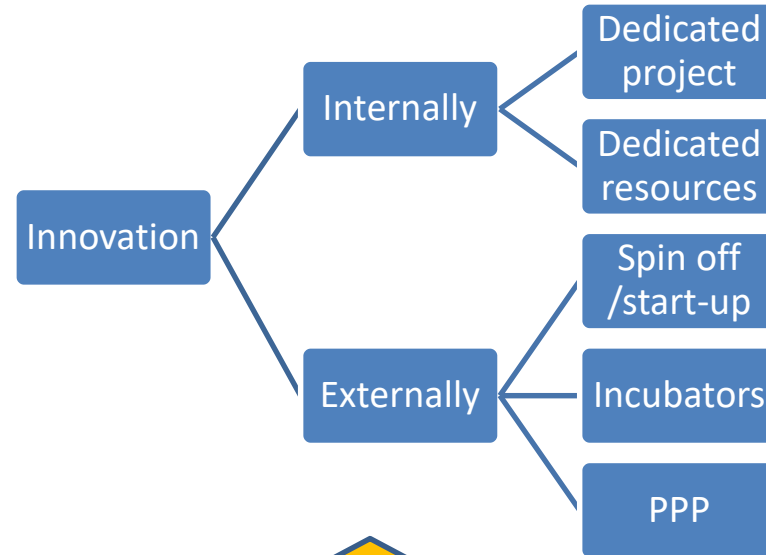 Innovation
Internally
Dedicated
project
Dedicated
resources
Externally
Spin off
/start-up
Incubators
PPP